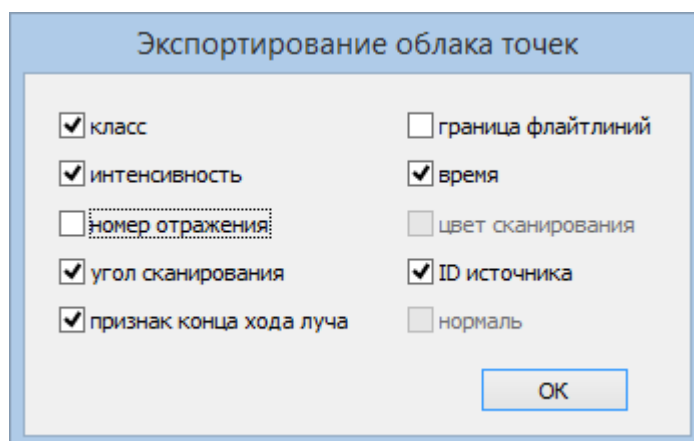 Экспортирование облака точек
класс
граница флайтлиний
интенсивность
время
номер отражения
цвет сканирования
угол сканирования
ID источника
признак конца хода луча
нормаль
ОК